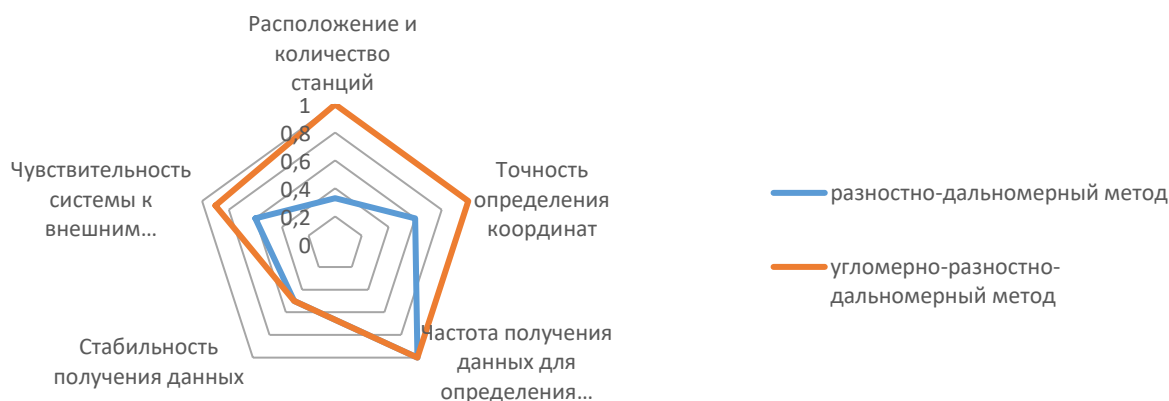 Расположение и
количество
станций
1
0,8
0,6
0,4
0,2
0
Точность
определения
координат
Частота получения
данных для
определения…
Стабильность
получения данных
Чувствительность
системы к
внешним…
разностно-дальномерный метод
угломерно-разностно-
дальномерный метод